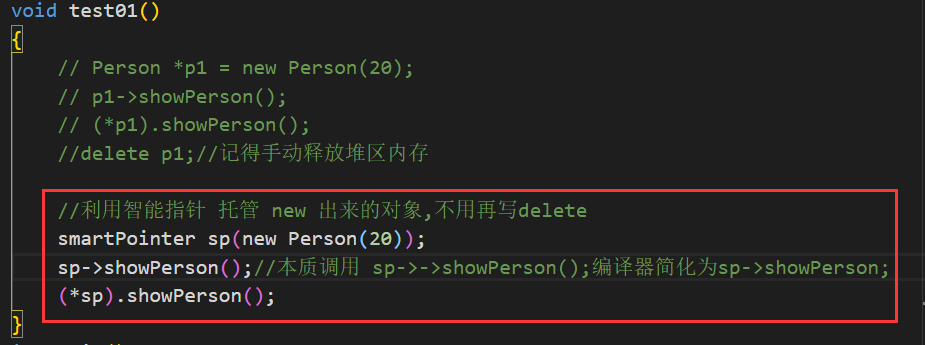 void test01()
{
// Person *p1 = new Person(20);
// p1->showPerson();
// (*p1).showPerson();
//delete p1;//记得手动释放堆区内存
//利用智能指针 托管 new 出来的对象,不用再写delete
smartPointer sp(new Person(20));
sp->showPerson();//本质调用 sp->->showPerson();编译器简化为sp->showPerson;
(*sp).showPerson();
}